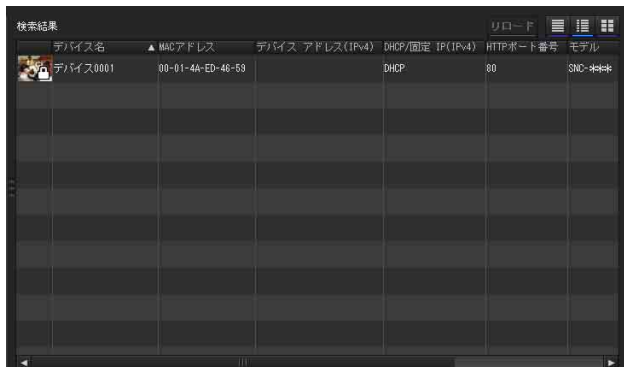 検索結果 リロード
デバイス名 ▲ MACアドレス デバイス アドレス(IPv4) DHCP/固定 IP(IPv4) HTTPポート番号 モデル
デバイス0001 00-01-4A-ED-46-59 DHCP 80 SNC-***